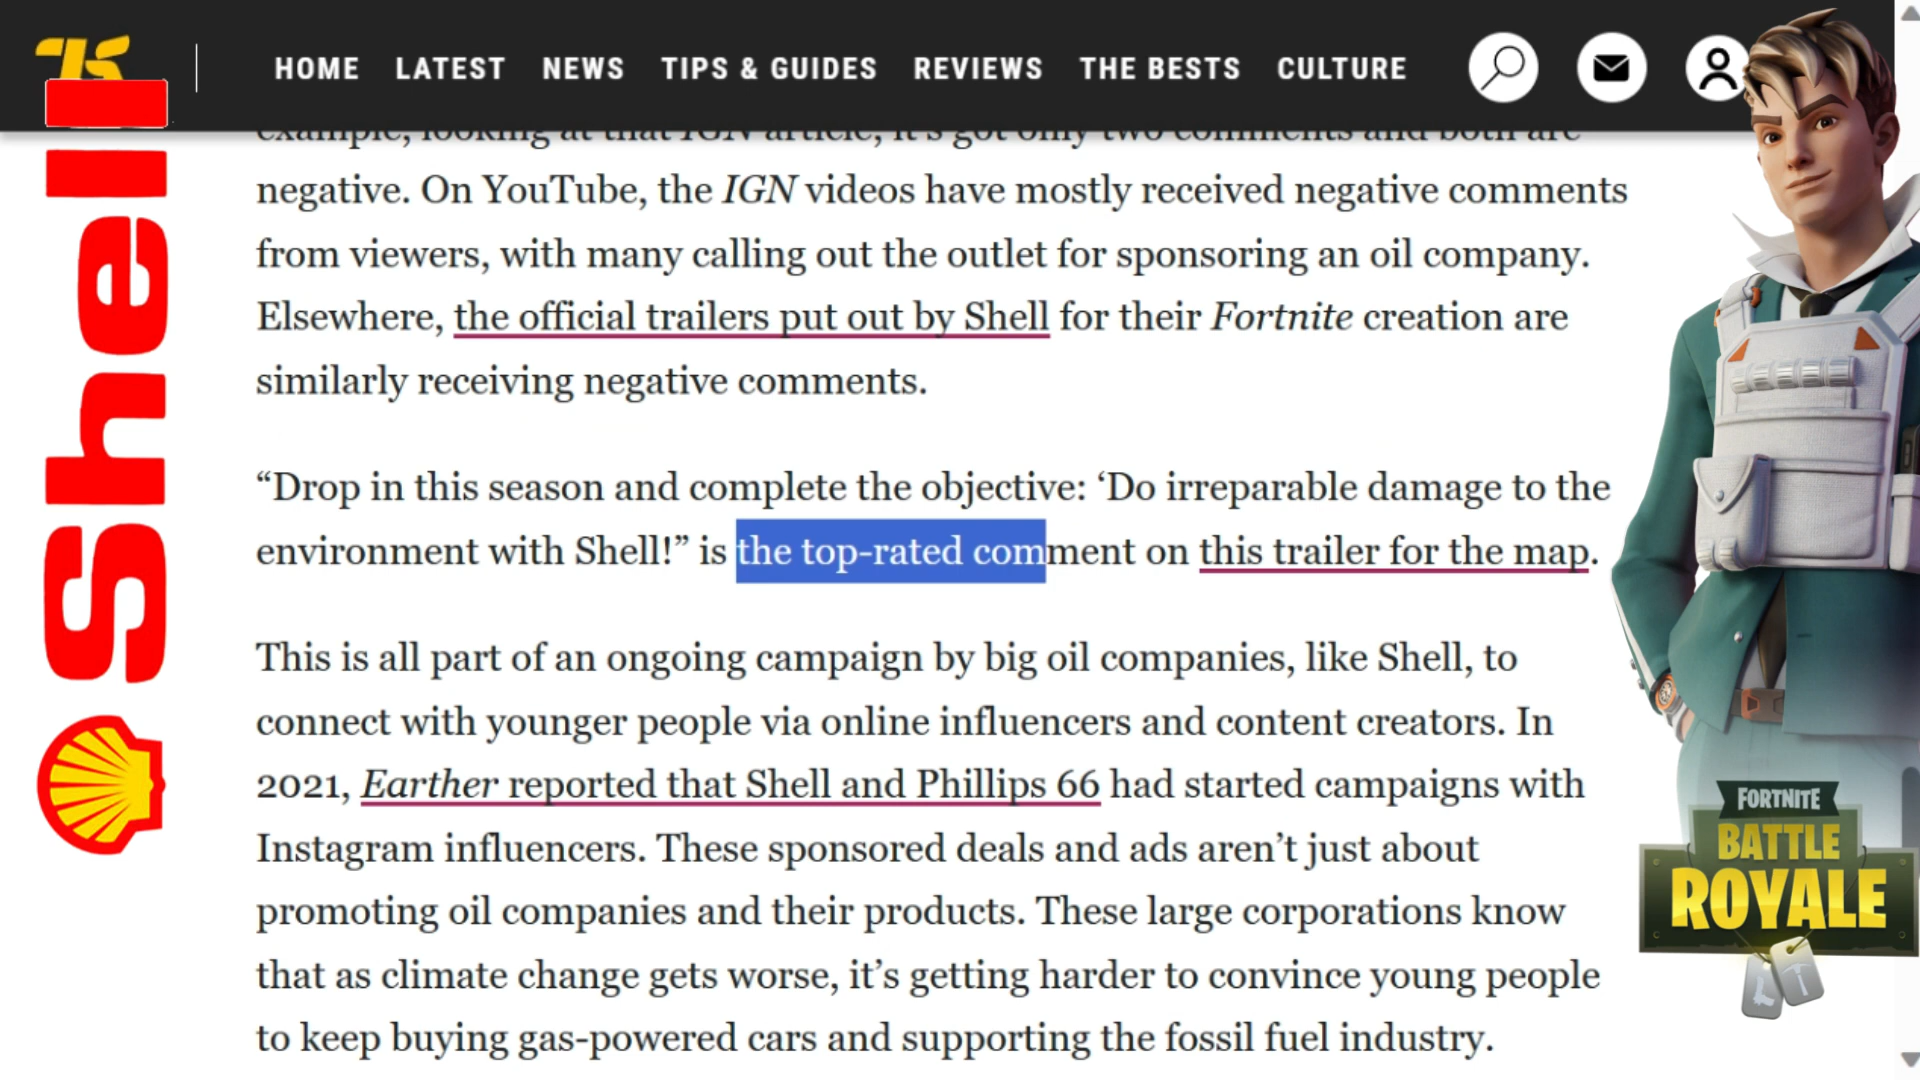 HOME LATEST NEWS TIPS & GUIDES REVIEWS THE BESTS CULTURE
example, looking at that IGN article, it's got only two comments and both are
negative. On YouTube, the IGN videos have mostly received negative comments
from viewers, with many calling out the outlet for sponsoring an oil company.
Elsewhere, the official trailers put out by Shell for their Fortnite creation are
similarly receiving negative comments.
“Drop in this season and complete the objective: ‘Do irreparable damage to the
environment with Shell!” is the top-rated comment on this trailer for the map.
This is all part of an ongoing campaign by big oil companies, like Shell, to
connect with younger people via online influencers and content creators. In
2021, Earther reported that Shell and Phillips 66 had started campaigns with
Instagram influencers. These sponsored deals and ads aren’t just about
promoting oil companies and their products. These large corporations know
that as climate change gets worse, it’s getting harder to convince young people
to keep buying gas-powered cars and supporting the fossil fuel industry.
Shell
FORTNITE
BATTLE
ROYALE